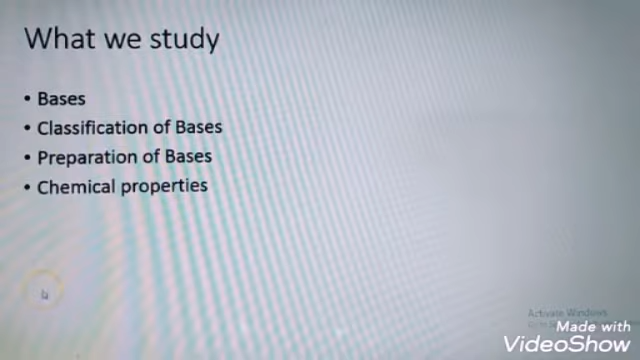 What we study
• Bases
• Classification of Bases
• Preparation of Bases
• Chemical properties
Activate Windows
Made with
VideoShow